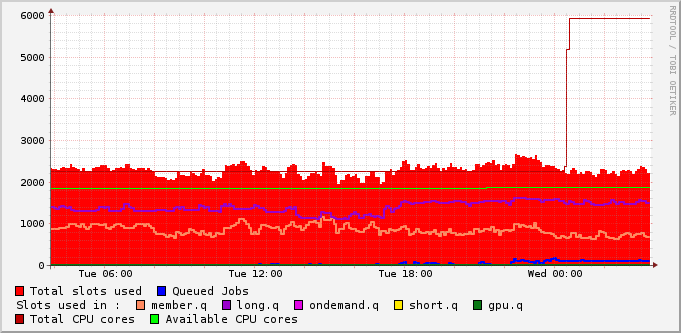 RRDTOOL / TOBI OETIKER
6000
5000
4000
3000
2000
1000
0
Tue 06:00 Tue 12:00 Tue 18:00 Wed 00:00
Total slots used Queued Jobs
Slots used in : member.q long.q ondemand.q short.q gpu.q
Total CPU cores Available CPU cores